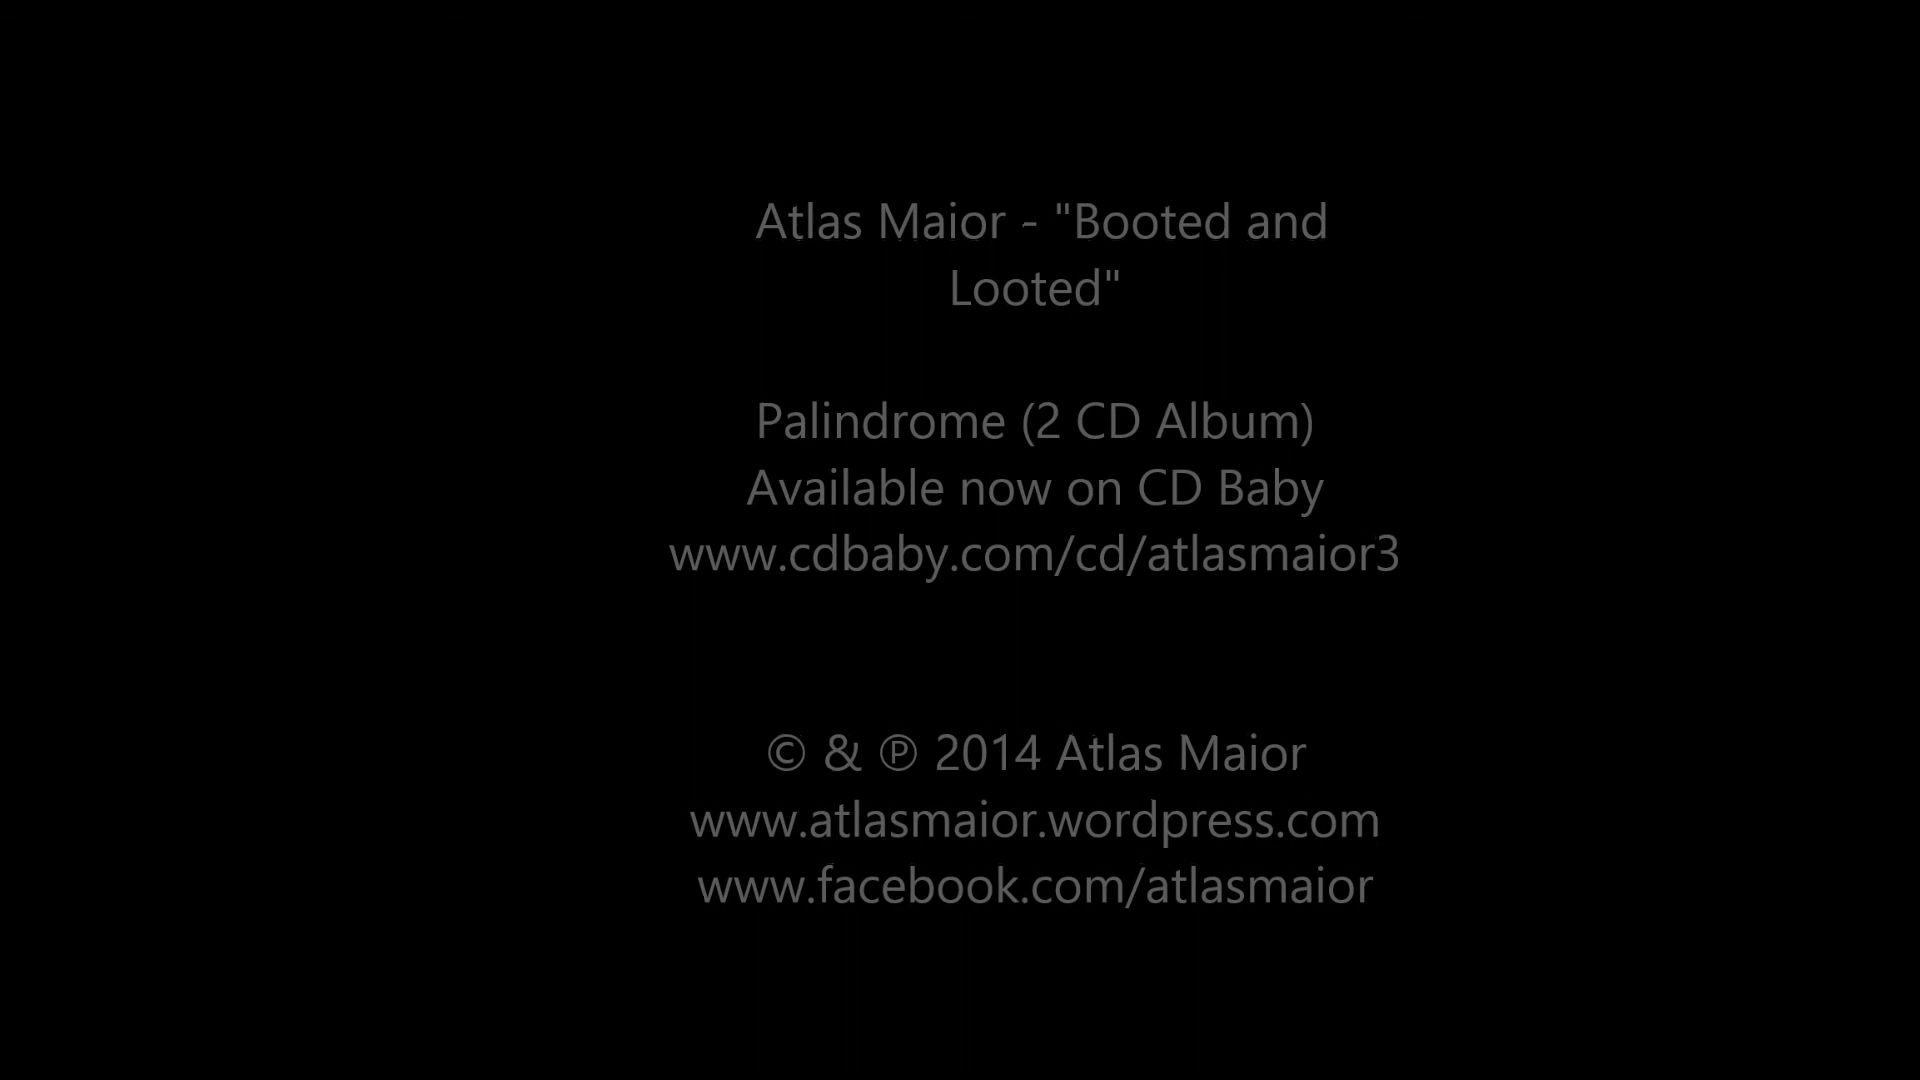 Atlas Maior - "Booted and
Looted"
Palindrome (2 CD Album)
Available now on CD Baby
www.cdbaby.com/cd/atlasmaior3
© & ℗ 2014 Atlas Maior
www.atlasmaior.wordpress.com
www.facebook.com/atlasmaior